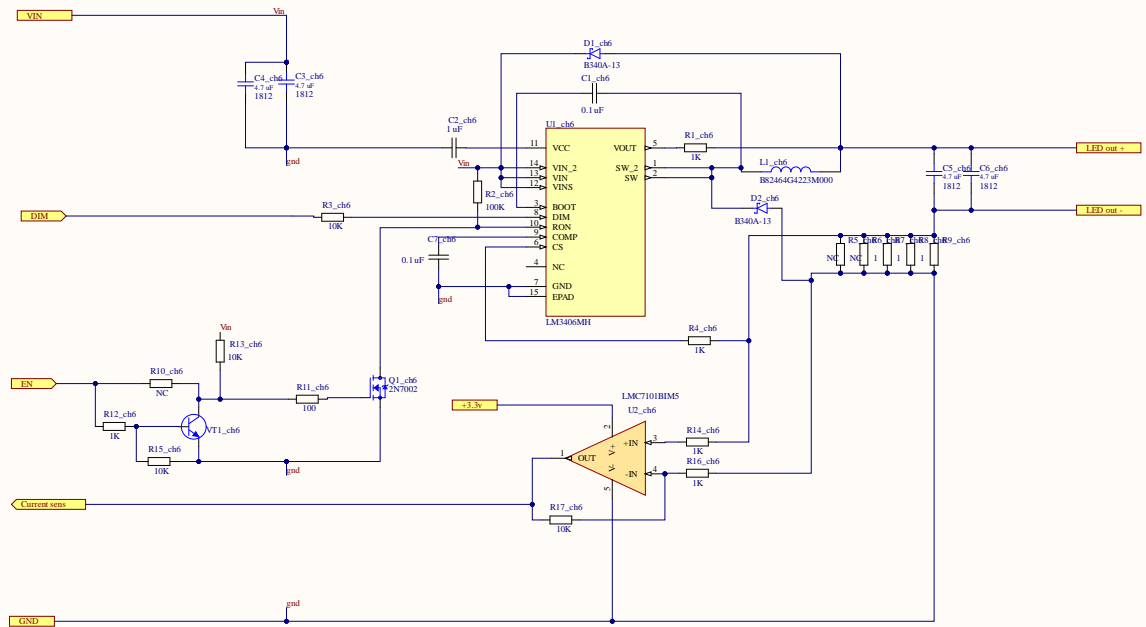 VIN
Vin
C4_ch6
4.7 uF
1812
C3_ch6
4.7 uF
1812
gnd
D1_ch6
B340A-13
C1_ch6
0.1uF
C2_ch6
1 uF
U1_ch6
11 VCC
14 VIN_2
13 VIN
12 VINS
3 BOOT
8 DIM
10 RON
9 COMP
6 CS
4 NC
7 GND
15 EPAD
VOUT 5
SW_2 1
SW 2
LM3406MH
Vin
R2_ch6
100K
R1_ch6
1K
L1_ch6
B82464G4223M000
D2_ch6
B340A-13
LED out +
C5_ch6
4.7 uF
1812
C6_ch6
4.7 uF
1812
LED out -
DIM
R3_ch6
10K
C7_ch6
0.1uF
gnd
R5_ch6
NC
R6_ch6
NC
R7_ch6
1
R8_ch6
1
R9_ch6
1
R4_ch6
1K
Vin
R13_ch6
10K
EN
R10_ch6
NC
R11_ch6
100
Q1_ch6
2N7002
R12_ch6
1K
VT1_ch6
R15_ch6
10K
gnd
+3.3v
LMC7101BIM5
U2_ch6
2
V+
+IN 3
1 OUT
-IN 4
V-
5
R14_ch6
1K
R16_ch6
1K
R17_ch6
10K
Current sens
gnd
GND